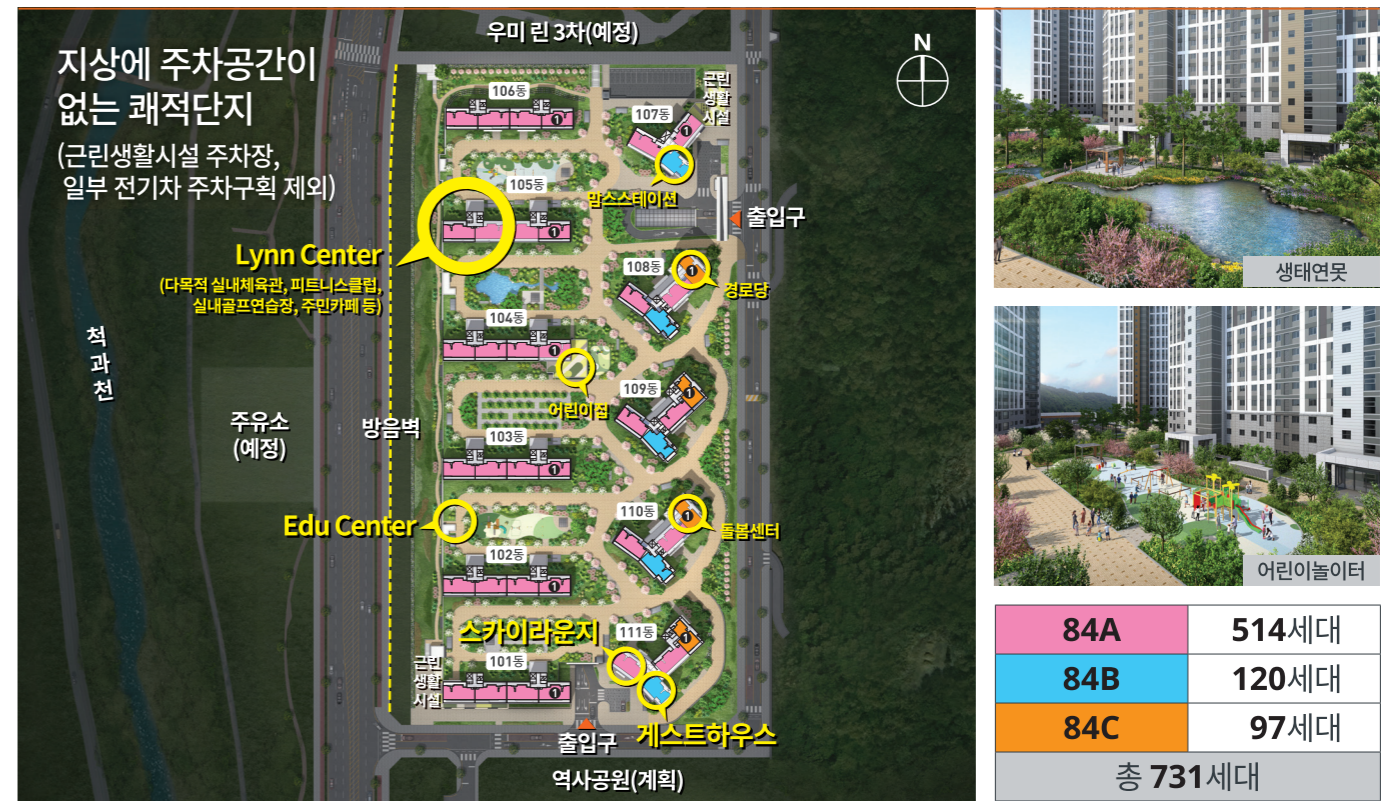 지상에 주차공간이
없는 쾌적단지
(근린생활시설 주차장,
일부 전기차 주차구획 제외)
우미 린 3차(예정)
N
근린
생활
시설
106동
1
107동
1
맘스스테이션
105동
1
출입구
Lynn Center
(다목적 실내체육관, 피트니스클럽,
실내골프연습장, 주민카페 등)
108동
1
경로당
104동
1
어린이집
109동
1
척
과
천
주유소
(예정)
방음벽
103동
1
Edu Center
110동
1
돌봄센터
102동
1
스카이라운지
111동
1
근린
생활
시설
101동
1
게스트하우스
출입구
역사공원(계획)
생태연못
어린이놀이터
84A 514세대
84B 120세대
84C 97세대
총 731세대